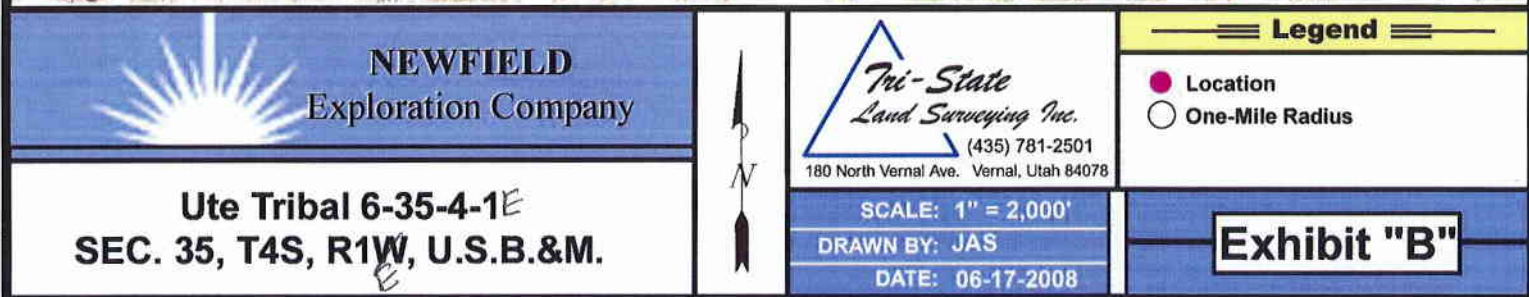 NEWFIELD
Exploration Company
Ute Tribal 6-35-4-1E
SEC. 35, T4S, R1W, U.S.B.&M.
E
N
Tri-State
Land Surveying Inc.
(435) 781-2501
180 North Vernal Ave. Vernal, Utah 84078
SCALE: 1" = 2,000'
DRAWN BY: JAS
DATE: 06-17-2008
Legend
Location
One-Mile Radius
Exhibit "B"